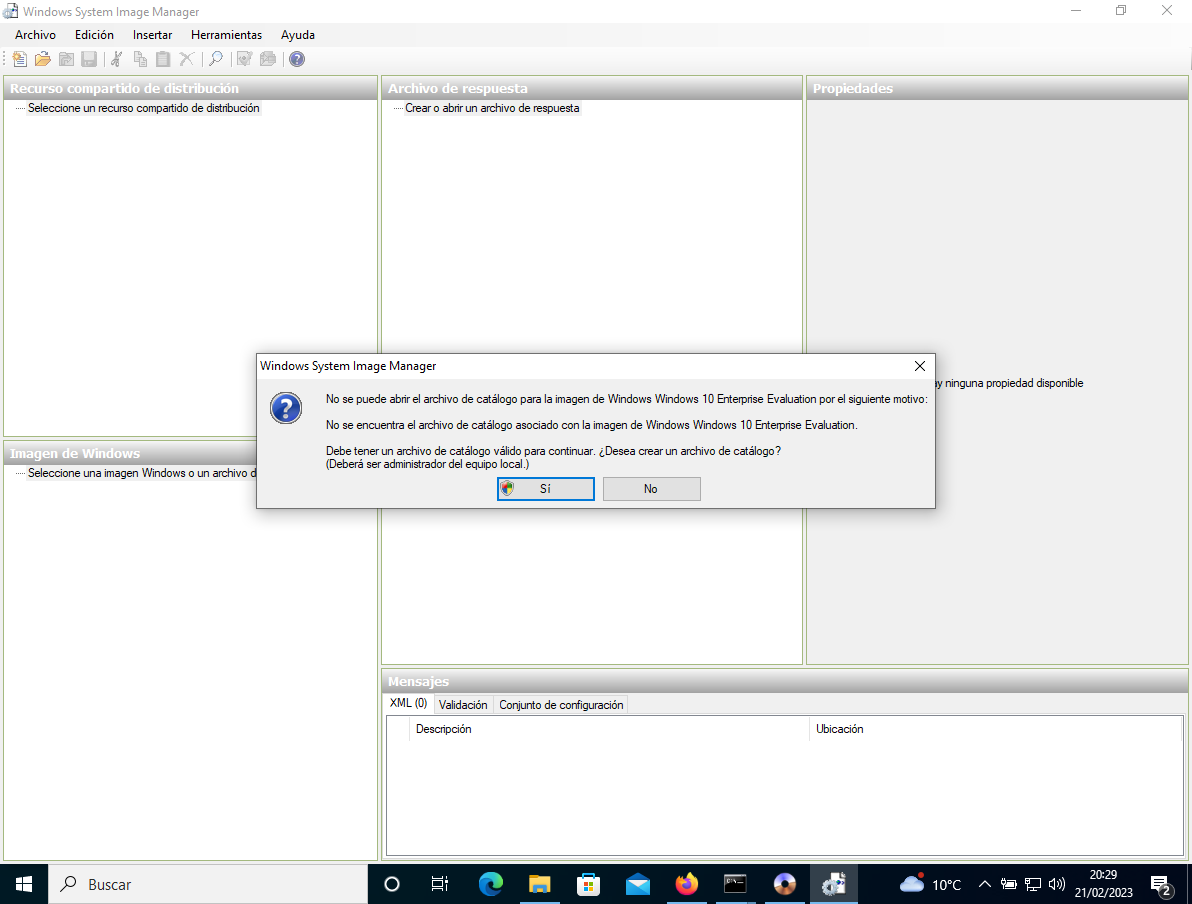 Windows System Image Manager
Archivo Edición Insertar Herramientas Ayuda
Recurso compartido de distribución
Seleccione un recurso compartido de distribución
Archivo de respuesta
Crear o abrir un archivo de respuesta
Propiedades
ninguna propiedad disponible
Imagen de Windows
Seleccione una imagen Windows o un archivo
Windows System Image Manager
No se puede abrir el archivo de catálogo para la imagen de Windows Windows 10 Enterprise Evaluation por el siguiente motivo:
No se encuentra el archivo de catálogo asociado con la imagen de Windows Windows 10 Enterprise Evaluation.
Debe tener un archivo de catálogo válido para continuar. ¿Desea crear un archivo de catálogo?
(Deberá ser administrador del equipo local.)
Sí No
Mensajes
XML (0) Validación Conjunto de configuración
Descripción Ubicación
Buscar
10°C
20:29
21/02/2023
2